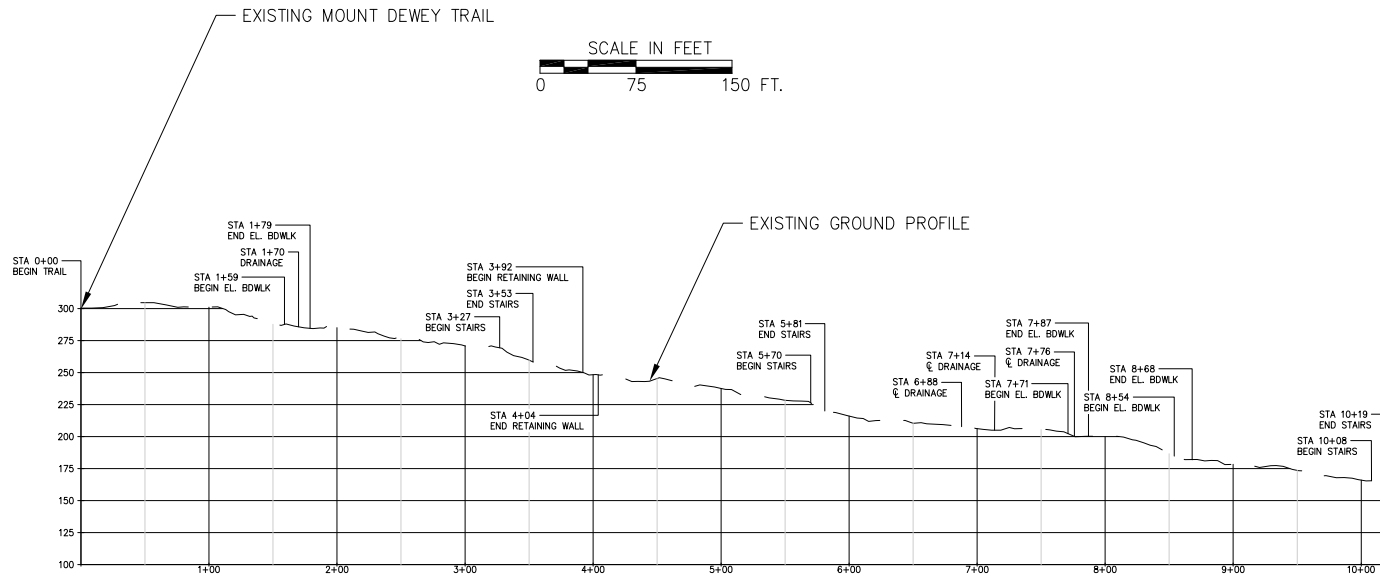 EXISTING MOUNT DEWEY TRAIL
SCALE IN FEET
0 75 150 FT.
EXISTING GROUND PROFILE
STA 0+00
BEGIN TRAIL
STA 1+59
BEGIN EL. BDWLK
STA 1+70
DRAINAGE
STA 1+79
END EL. BDWLK
STA 3+27
BEGIN STAIRS
STA 3+53
END STAIRS
STA 3+92
BEGIN RETAINING WALL
STA 4+04
END RETAINING WALL
STA 5+70
BEGIN STAIRS
STA 5+81
END STAIRS
STA 6+88
℄ DRAINAGE
STA 7+14
℄ DRAINAGE
STA 7+71
BEGIN EL. BDWLK
STA 7+76
℄ DRAINAGE
STA 7+87
END EL. BDWLK
STA 8+54
BEGIN EL. BDWLK
STA 8+68
END EL. BDWLK
STA 10+08
BEGIN STAIRS
STA 10+19
END STAIRS
300
275
250
225
200
175
150
125
100
1+00 2+00 3+00 4+00 5+00 6+00 7+00 8+00 9+00 10+00